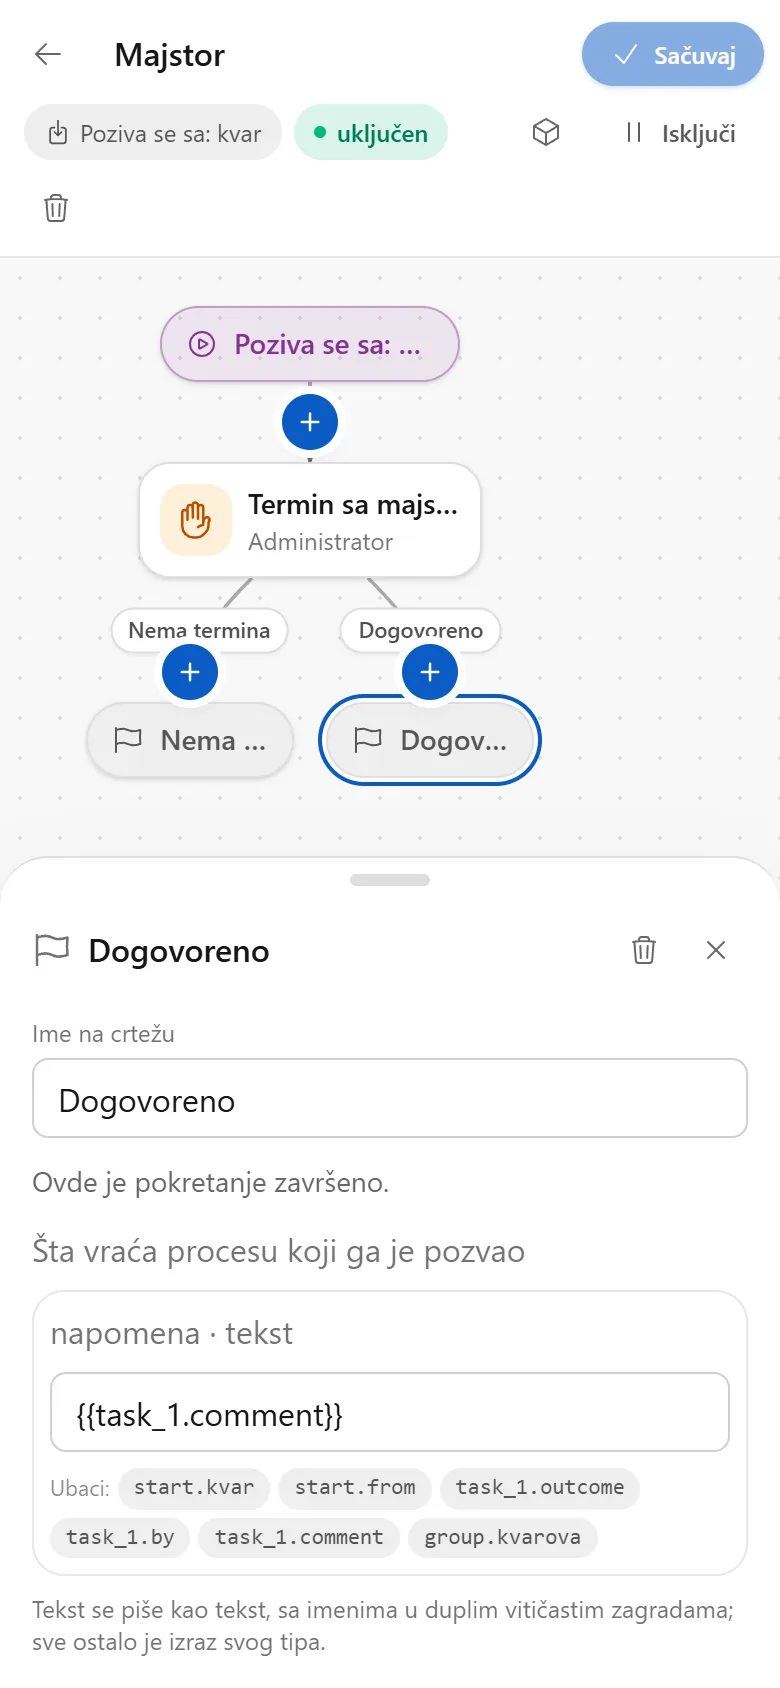 Majstor
Sačuvaj
Poziva se sa: kvar
uključen
Isključi
Poziva se sa: ...
Termin sa majs...
Administrator
Nema termina
Dogovoreno
Nema ...
Dogov...
Dogovoreno
Ime na crtežu
Dogovoreno
Ovde je pokretanje završeno.
Šta vraća procesu koji ga je pozvao
napomena · tekst
{{task_1.comment}}
Ubaci: start.kvar start.from task_1.outcome
task_1.by task_1.comment group.kvarova
Tekst se piše kao tekst, sa imenima u duplim vitičastim zagradama;
sve ostalo je izraz svog tipa.